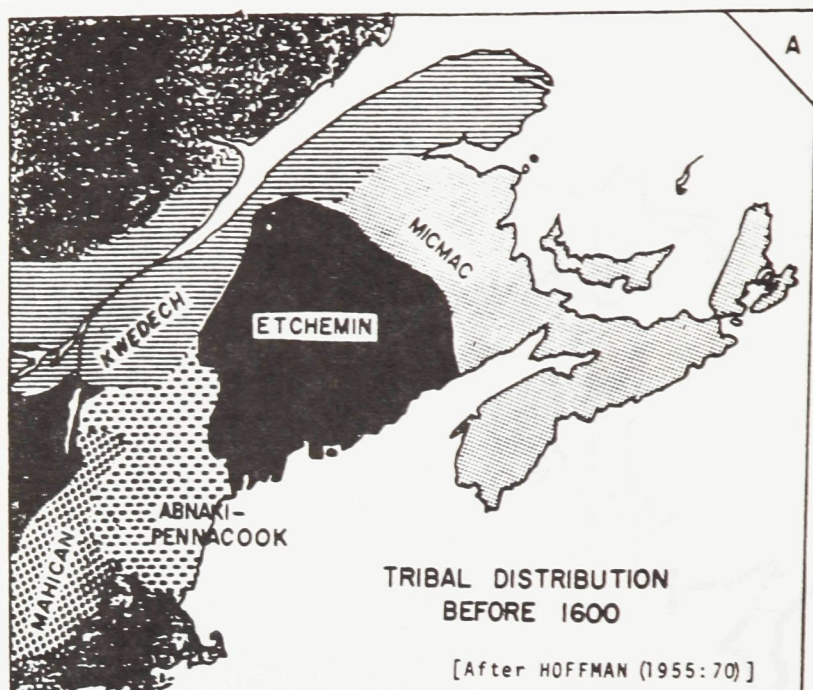 A
MICMAC
ETCHEMIN
KWEDECH
ABNAKI-
PENNACOOK
MAHICAN
TRIBAL DISTRIBUTION
BEFORE 1600
[After HOFFMAN (1955:70)]